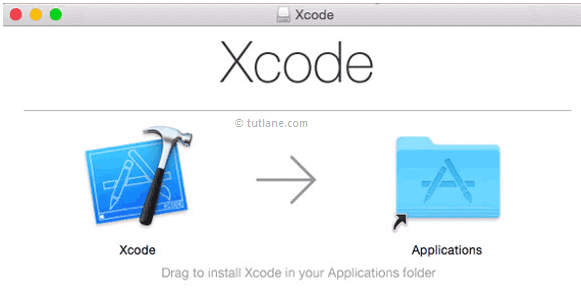 Xcode
Xcode
© tutlane.com
Xcode
Applications
Drag to install Xcode in your Applications folder